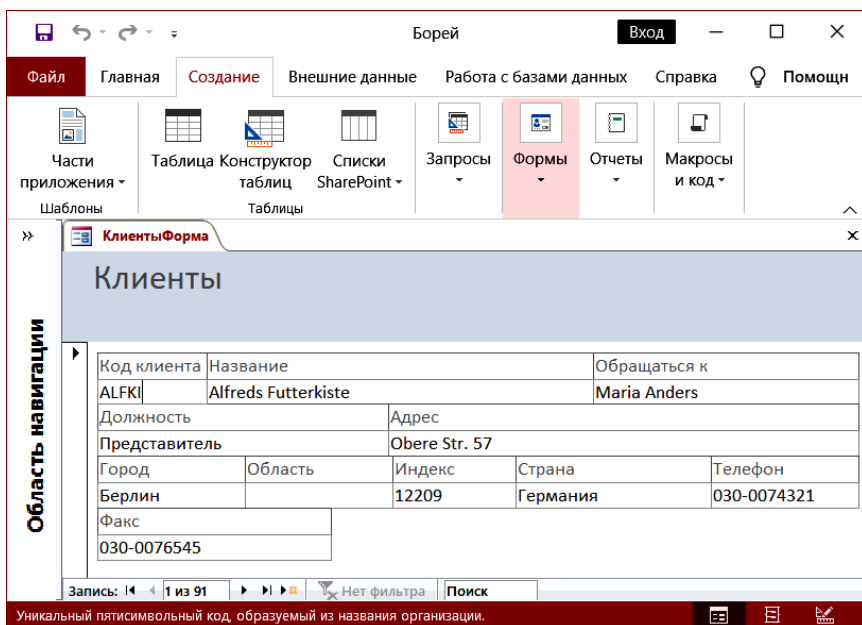 Борей
Вход
Файл Главная Создание Внешние данные Работа с базами данных Справка Помощн
Части приложения
Таблица Конструктор таблиц Списки SharePoint
Запросы Формы Отчеты Макросы и код
Шаблоны Таблицы
КлиентыФорма
Клиенты
Область навигации
Код клиента Название Обращаться к
ALFKI Alfreds Futterkiste Maria Anders
Должность Адрес
Представитель Obere Str. 57
Город Область Индекс Страна Телефон
Берлин 12209 Германия 030-0074321
Факс
030-0076545
Запись: 1 из 91 Нет фильтра Поиск
Уникальный пятисимвольный код, образуемый из названия организации.